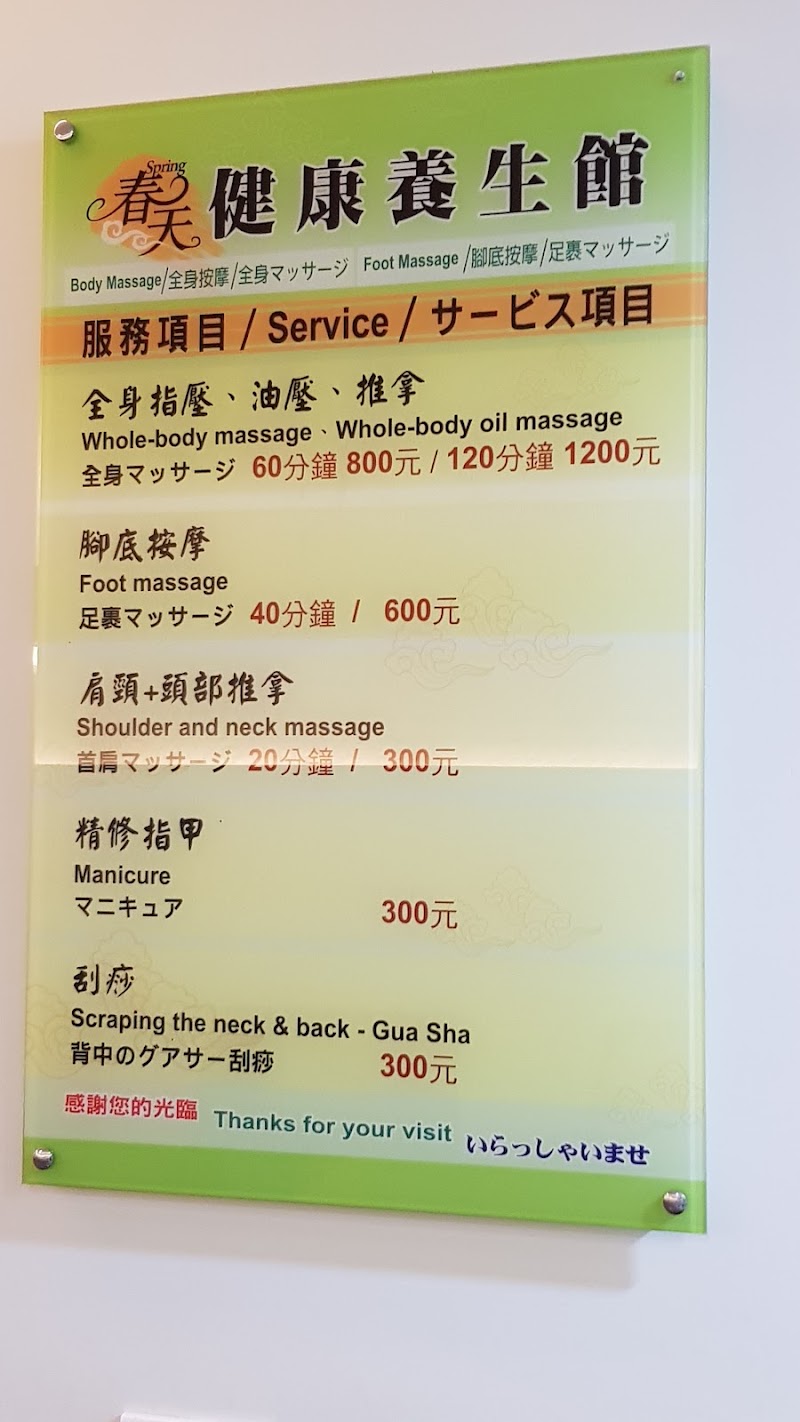 Spring
春天 健康養生館
Body Massage/全身按摩/全身マッサージ Foot Massage/腳底按摩/足裹マッサージ
服務項目 / Service / サービス項目
全身指壓、油壓、推拿
Whole-body massage、Whole-body oil massage
全身マッサージ 60分鐘 800元 / 120分鐘 1200元
腳底按摩
Foot massage
足裹マッサージ 40分鐘 / 600元
肩頸+頭部推拿
Shoulder and neck massage
首肩マッサージ 20分鐘 / 300元
精修指甲
Manicure
マニキュア 300元
刮痧
Scraping the neck & back - Gua Sha
背中のグアサー刮痧 300元
感謝您的光臨 Thanks for your visit いらっしゃいませ